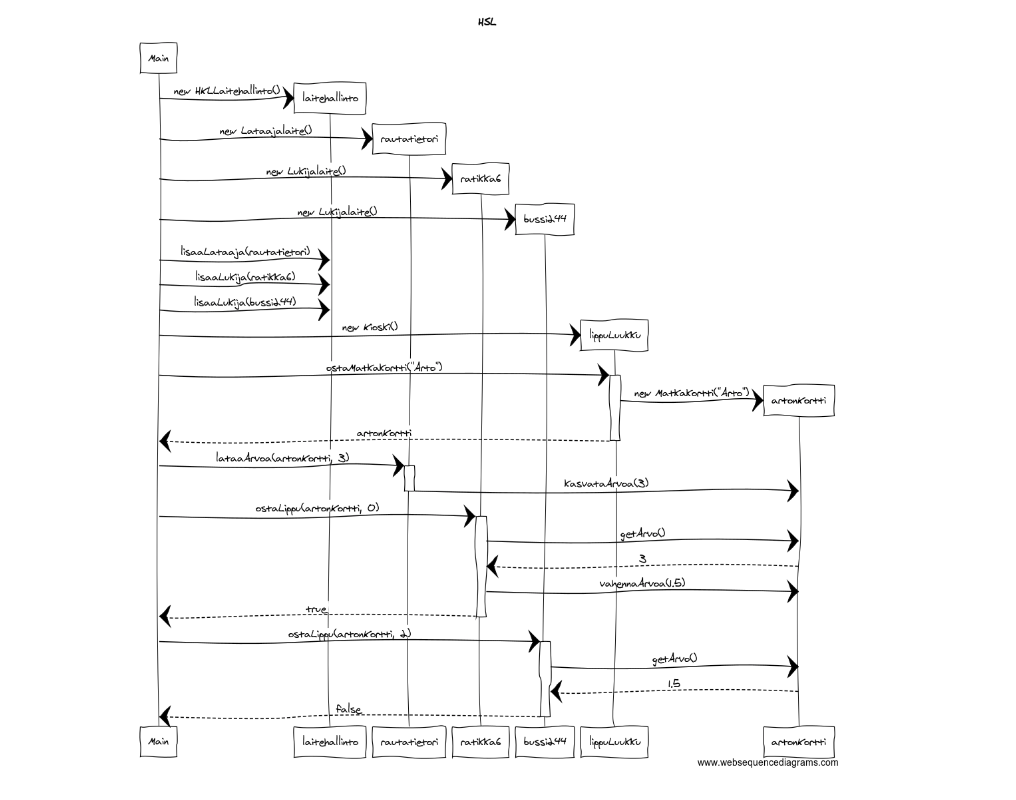 HSL
Main
new HKLLaitehallinto()
laitehallinto
new Lataajalaite()
rautatietori
new Lukijalaite()
ratikka6
new Lukijalaite()
bussi244
lisaaLataaja(rautatietori)
lisaaLukija(ratikka6)
lisaaLukija(bussi244)
new Kioski()
lippuLuukku
ostaMatkakortti("Arto")
new Matkakortti("Arto")
artonKortti
artonKortti
lataaArvoa(artonKortti, 3)
kasvataArvoa(3)
ostaLippu(artonKortti, 0)
getArvo()
3
vahennaArvoa(1.5)
true
ostaLippu(artonKortti, 2)
getArvo()
1.5
false
Main laitehallinto rautatietori ratikka6 bussi244 lippuLuukku artonKortti
www.websequencediagrams.com